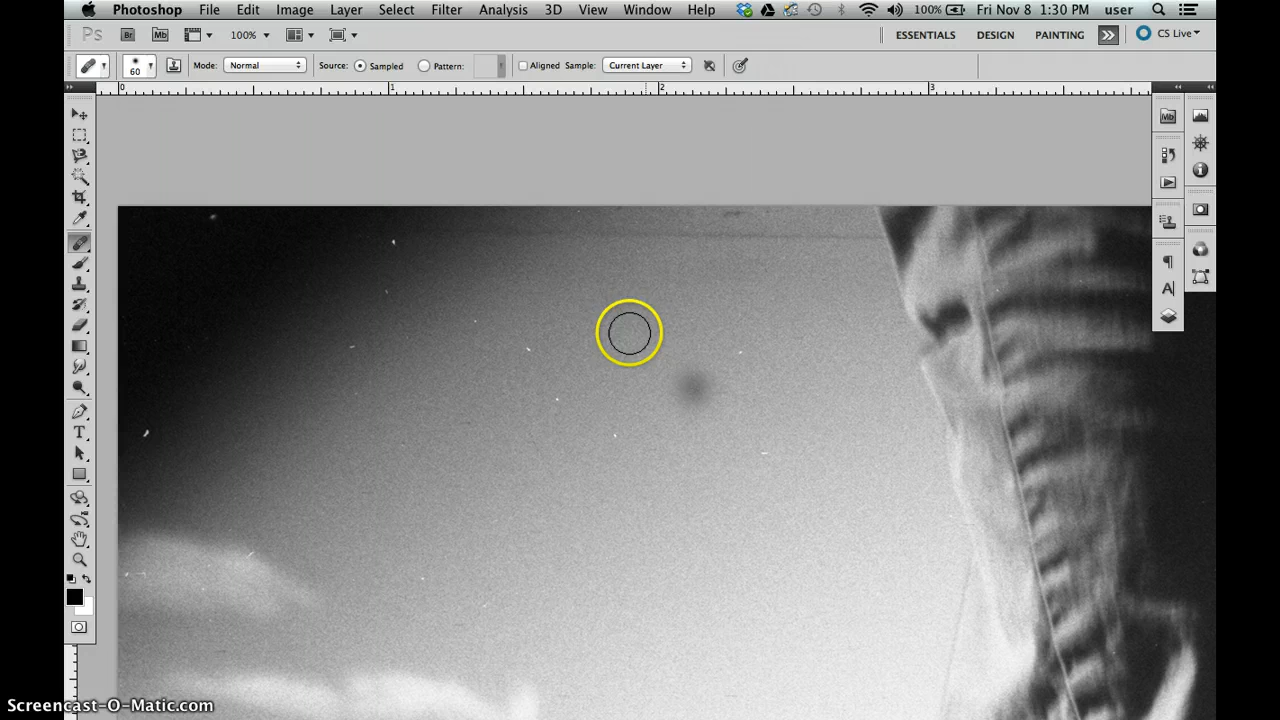 Photoshop File Edit Image Layer Select Filter Analysis 3D View Window Help 100% Fri Nov 8 1:30 PM user
Ps Br Mb 100% ESSENTIALS DESIGN PAINTING CS Live
60 Mode: Normal Source: Sampled Pattern: Aligned Sample: Current Layer
0 1 2 3
Mb
A
T
Screencast-O-Matic.com